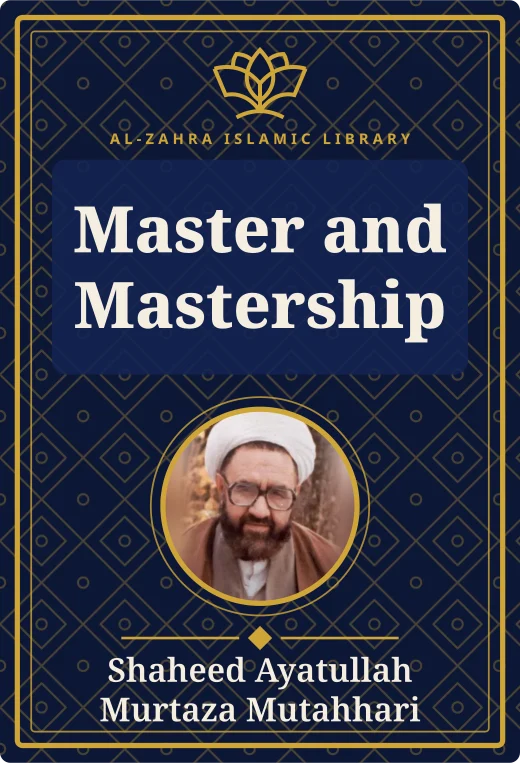 AL-ZAHRA ISLAMIC LIBRARY
Master and
Mastership
Shaheed Ayatullah
Murtaza Mutahhari